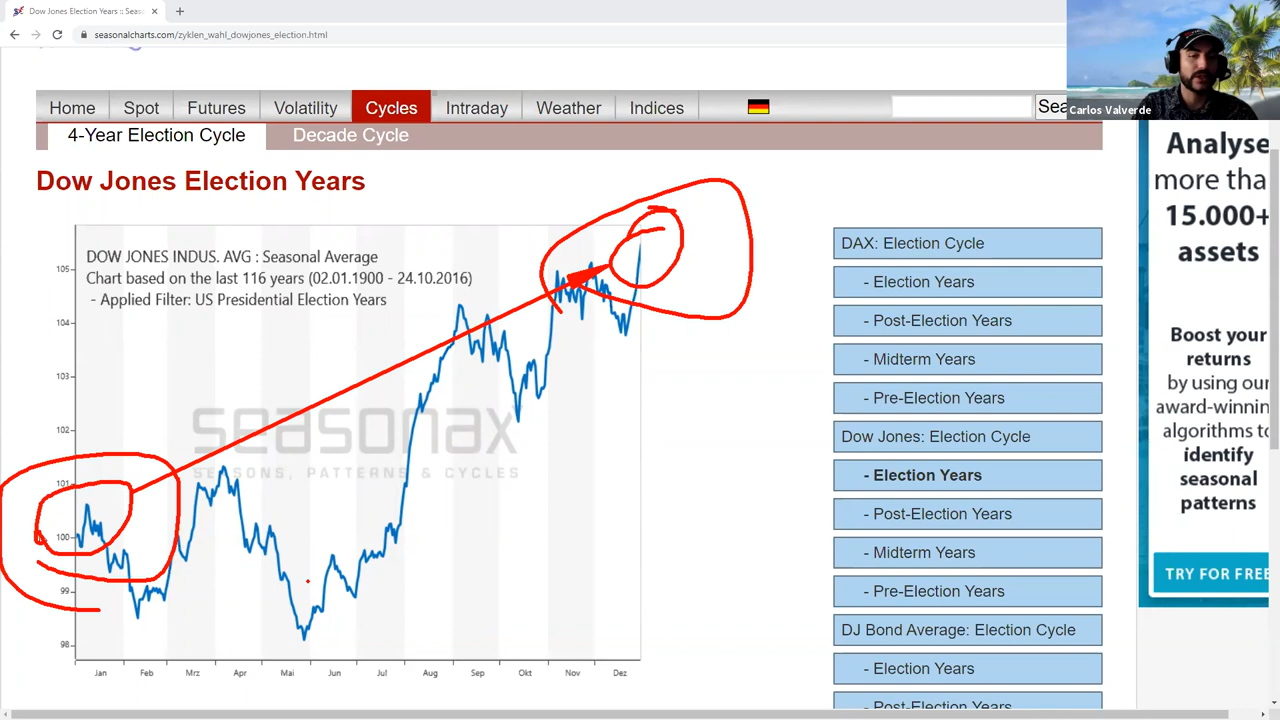 Dow Jones Election Years :: Seas
seasonalcharts.com/zyklen_wahl_dowjones_election.html
Carlos Valverde
Home Spot Futures Volatility Cycles Intraday Weather Indices Sea
4-Year Election Cycle Decade Cycle
Dow Jones Election Years
DOW JONES INDUS. AVG : Seasonal Average
Chart based on the last 116 years (02.01.1900 - 24.10.2016)
- Applied Filter: US Presidential Election Years
105
104
103
102
101
100
99
98
seasonax
SEASONS, PATTERNS & CYCLES
Jan Feb Mrz Apr Mai Jun Jul Aug Sep Okt Nov Dez
DAX: Election Cycle
- Election Years
- Post-Election Years
- Midterm Years
- Pre-Election Years
Dow Jones: Election Cycle
- Election Years
- Post-Election Years
- Midterm Years
- Pre-Election Years
DJ Bond Average: Election Cycle
- Election Years
- Post-Election Years
Analyse
more tha
15.000+
assets
Boost your
returns
by using our
award-winnin
algorithms to
identify
seasonal
patterns
TRY FOR FREE